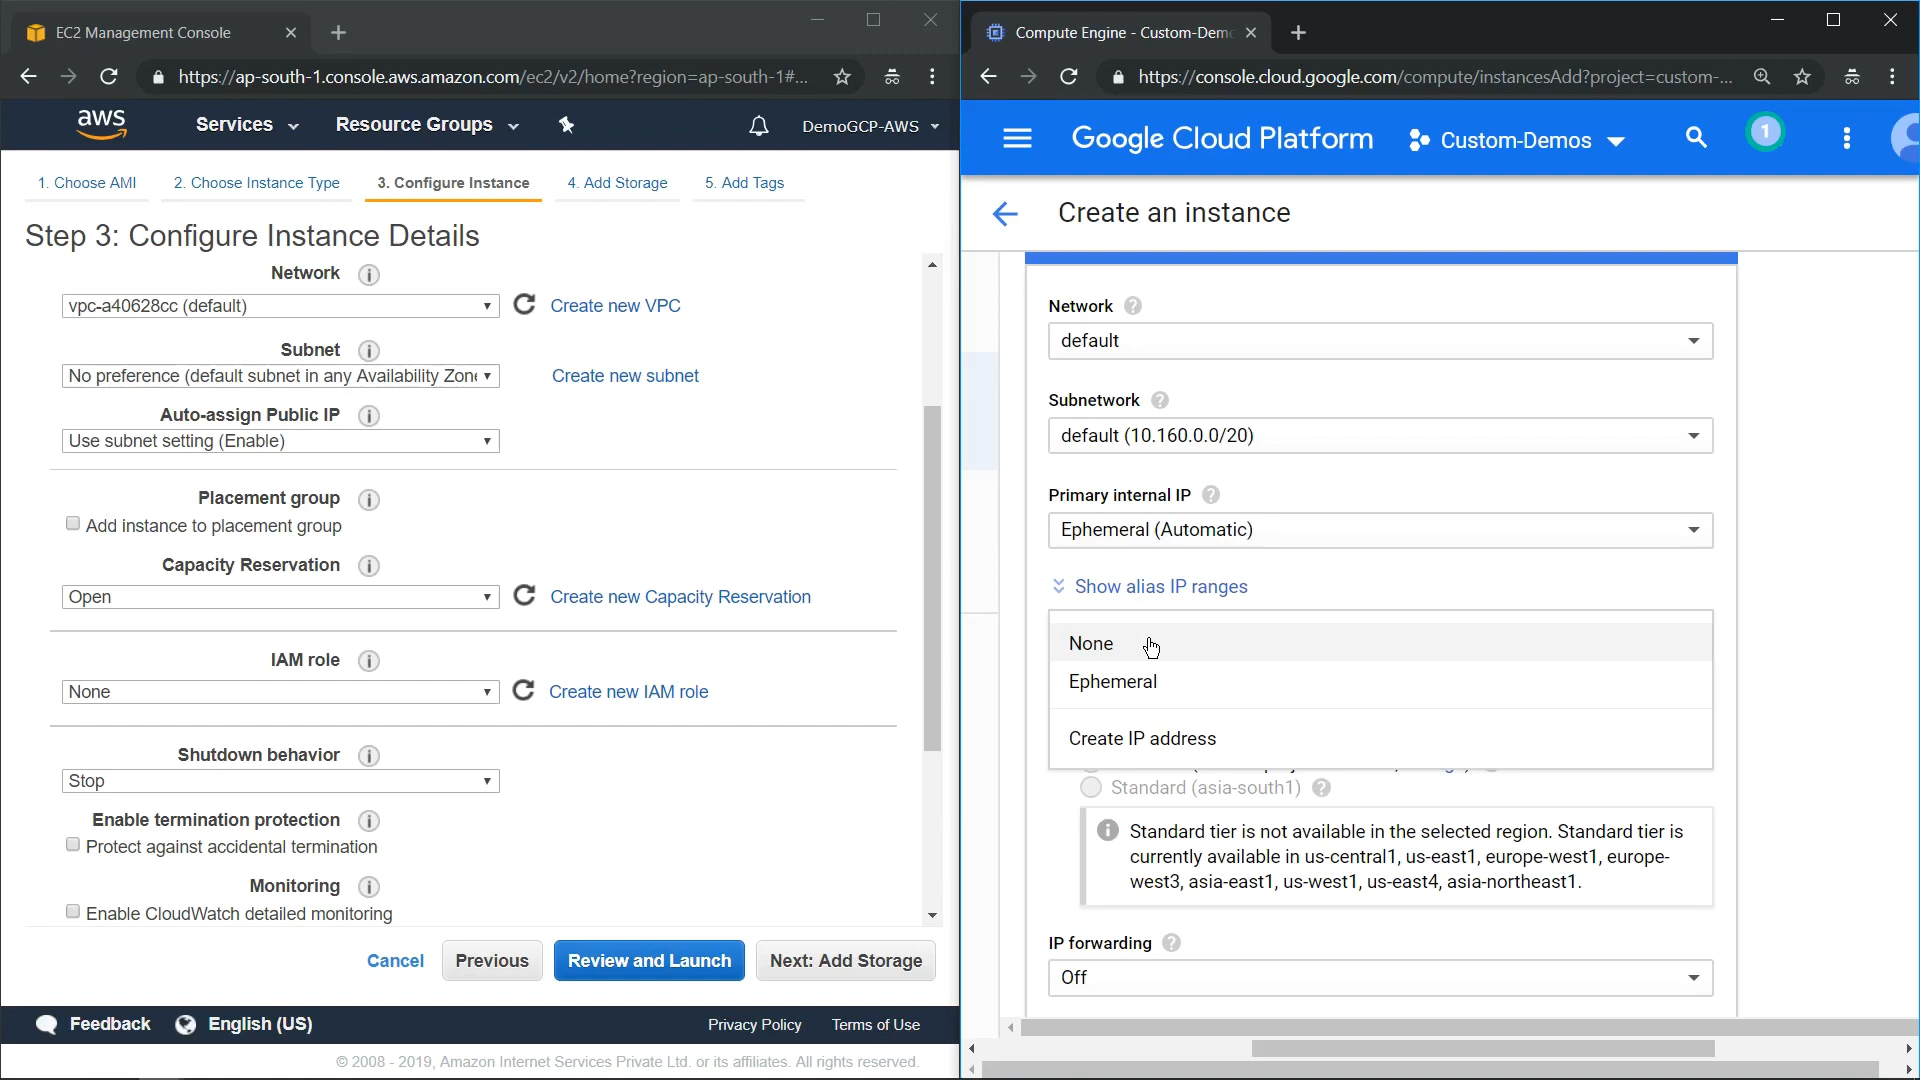 EC2 Management Console
https://ap-south-1.console.aws.amazon.com/ec2/v2/home?region=ap-south-1#...
aws
Services
Resource Groups
DemoGCP-AWS
1. Choose AMI
2. Choose Instance Type
3. Configure Instance
4. Add Storage
5. Add Tags
Step 3: Configure Instance Details
Network
vpc-a40628cc (default)
Create new VPC
Subnet
No preference (default subnet in any Availability Zon
Create new subnet
Auto-assign Public IP
Use subnet setting (Enable)
Placement group
Add instance to placement group
Capacity Reservation
Open
Create new Capacity Reservation
IAM role
None
Create new IAM role
Shutdown behavior
Stop
Enable termination protection
Protect against accidental termination
Monitoring
Enable CloudWatch detailed monitoring
Cancel
Previous
Review and Launch
Next: Add Storage
Feedback
English (US)
Privacy Policy
Terms of Use
© 2008 - 2019, Amazon Internet Services Private Ltd. or its affiliates. All rights reserved.
Compute Engine - Custom-Dem
https://console.cloud.google.com/compute/instancesAdd?project=custom-...
Google Cloud Platform
Custom-Demos
1
Create an instance
Network
default
Subnetwork
default (10.160.0.0/20)
Primary internal IP
Ephemeral (Automatic)
Show alias IP ranges
None
Ephemeral
Create IP address
Standard (asia-south1)
Standard tier is not available in the selected region. Standard tier is
currently available in us-central1, us-east1, europe-west1, europe-
west3, asia-east1, us-west1, us-east4, asia-northeast1.
IP forwarding
Off